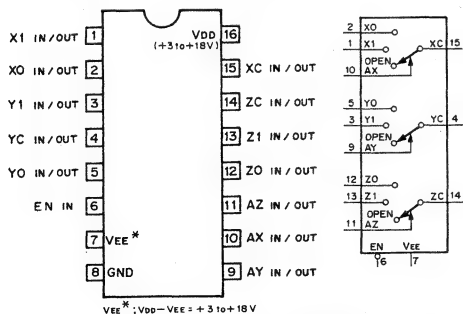 X1 IN/OUT 1
X0 IN/OUT 2
Y1 IN/OUT 3
YC IN/OUT 4
Y0 IN/OUT 5
EN IN 6
7 VEE*
8 GND
VDD 16
(+3 to +18V)
15 XC IN/OUT
14 ZC IN/OUT
13 Z1 IN/OUT
12 Z0 IN/OUT
11 AZ IN/OUT
10 AX IN/OUT
9 AY IN/OUT
VEE*; VDD-VEE = +3 to +18V
2 X0
1 X1 XC 15
OPEN
10 AX
5 Y0
3 Y1 YC 4
OPEN
9 AY
12 Z0
13 Z1 ZC 14
OPEN
11 AZ
EN VEE
6 7